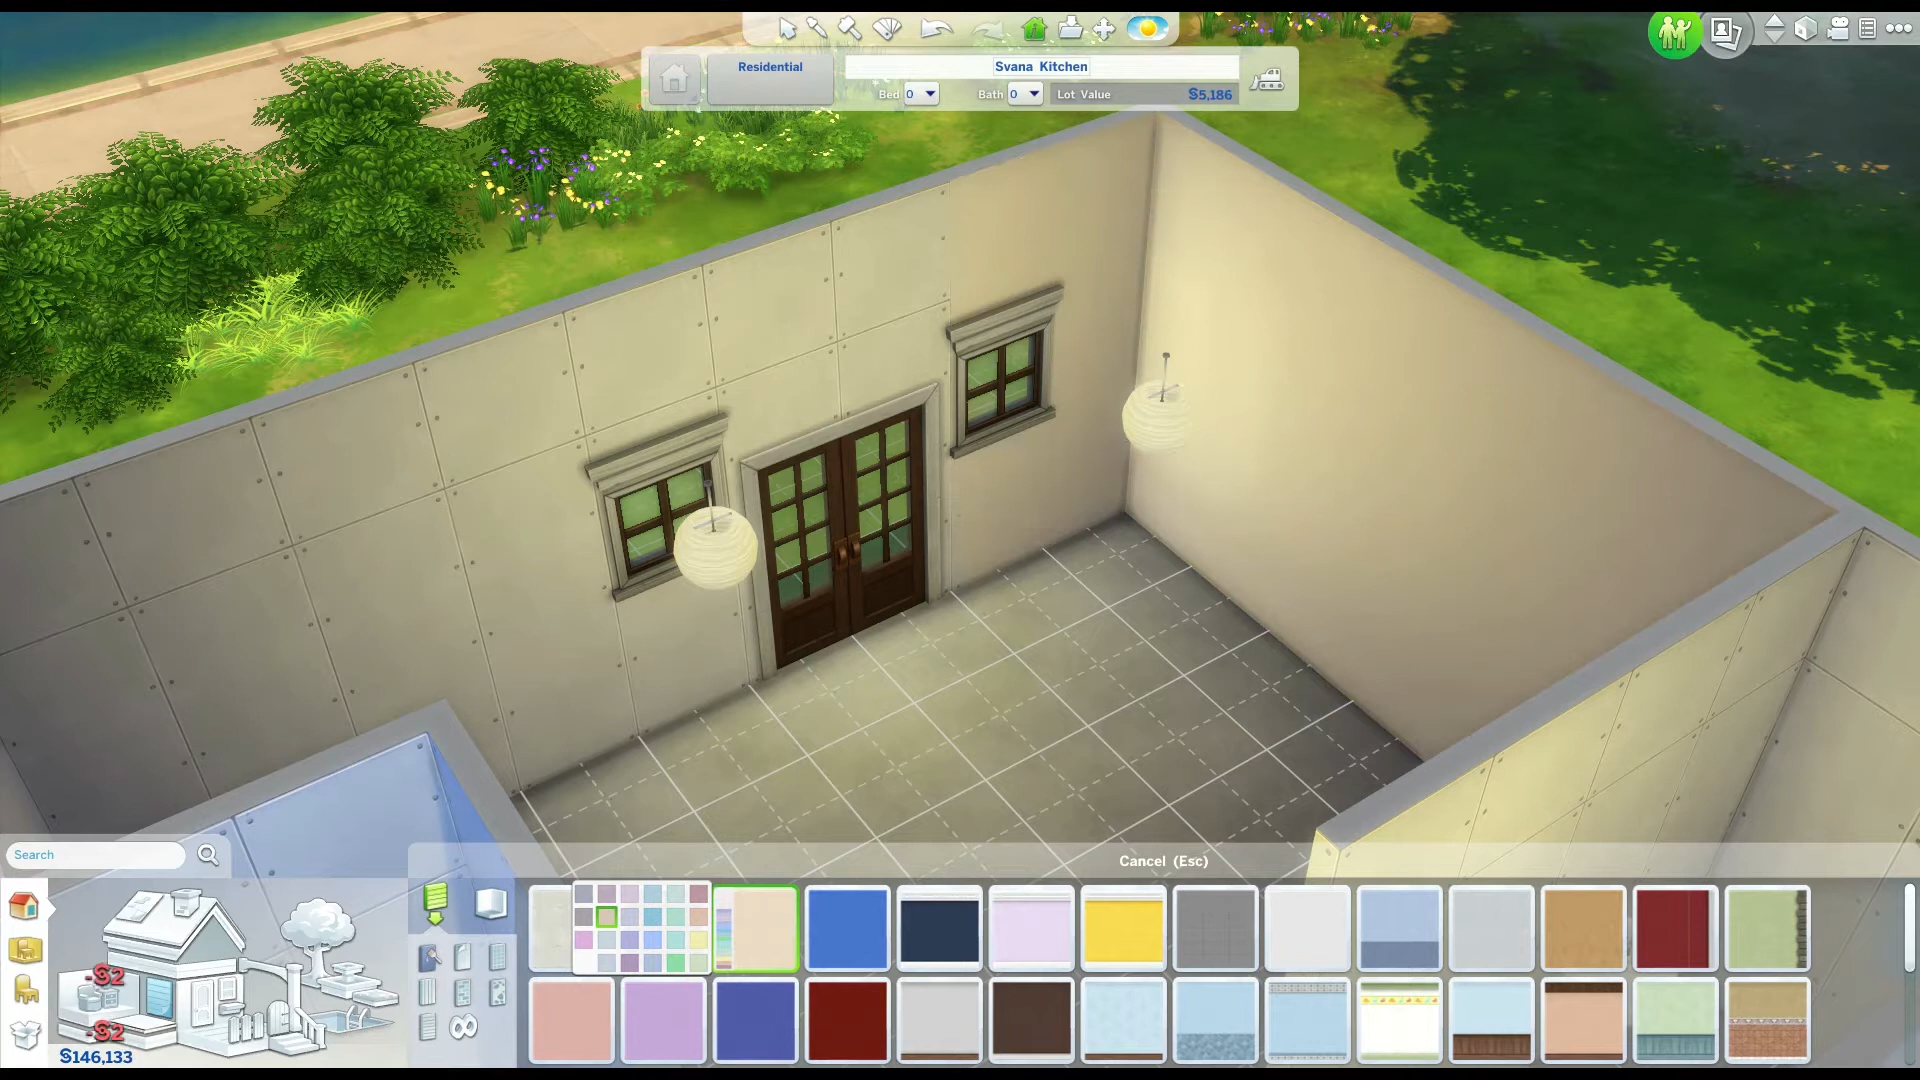 Residential
Svana Kitchen
Bed 0
Bath 0
Lot Value
§5,186
Search
Cancel (Esc)
-§2
-§2
§146,133